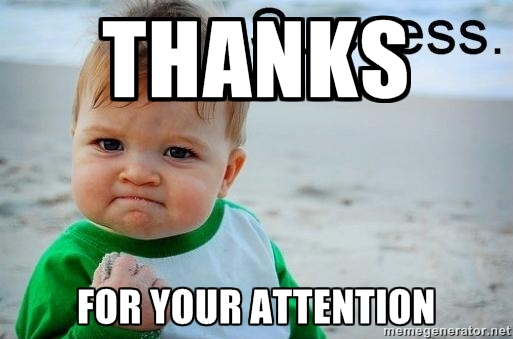 THANKS
ess.
FOR YOUR ATTENTION
memegenerator.net